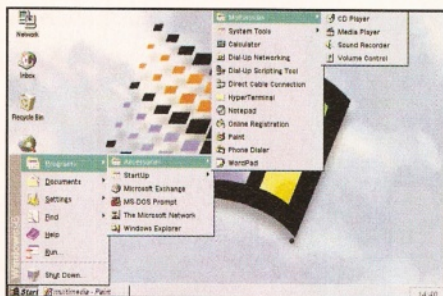 Network
Inbox
Recycle Bin
Programs
Documents
Settings
Find
Help
Run...
Shut Down...
Accessories
StartUp
Microsoft Exchange
MS-DOS Prompt
The Microsoft Network
Windows Explorer
Multimedia
System Tools
Calculator
Dial-Up Networking
Dial-Up Scripting Tool
Direct Cable Connection
HyperTerminal
Notepad
Online Registration
Paint
Phone Dialer
WordPad
CD Player
Media Player
Sound Recorder
Volume Control
Start
multimedia - Paint
14:40